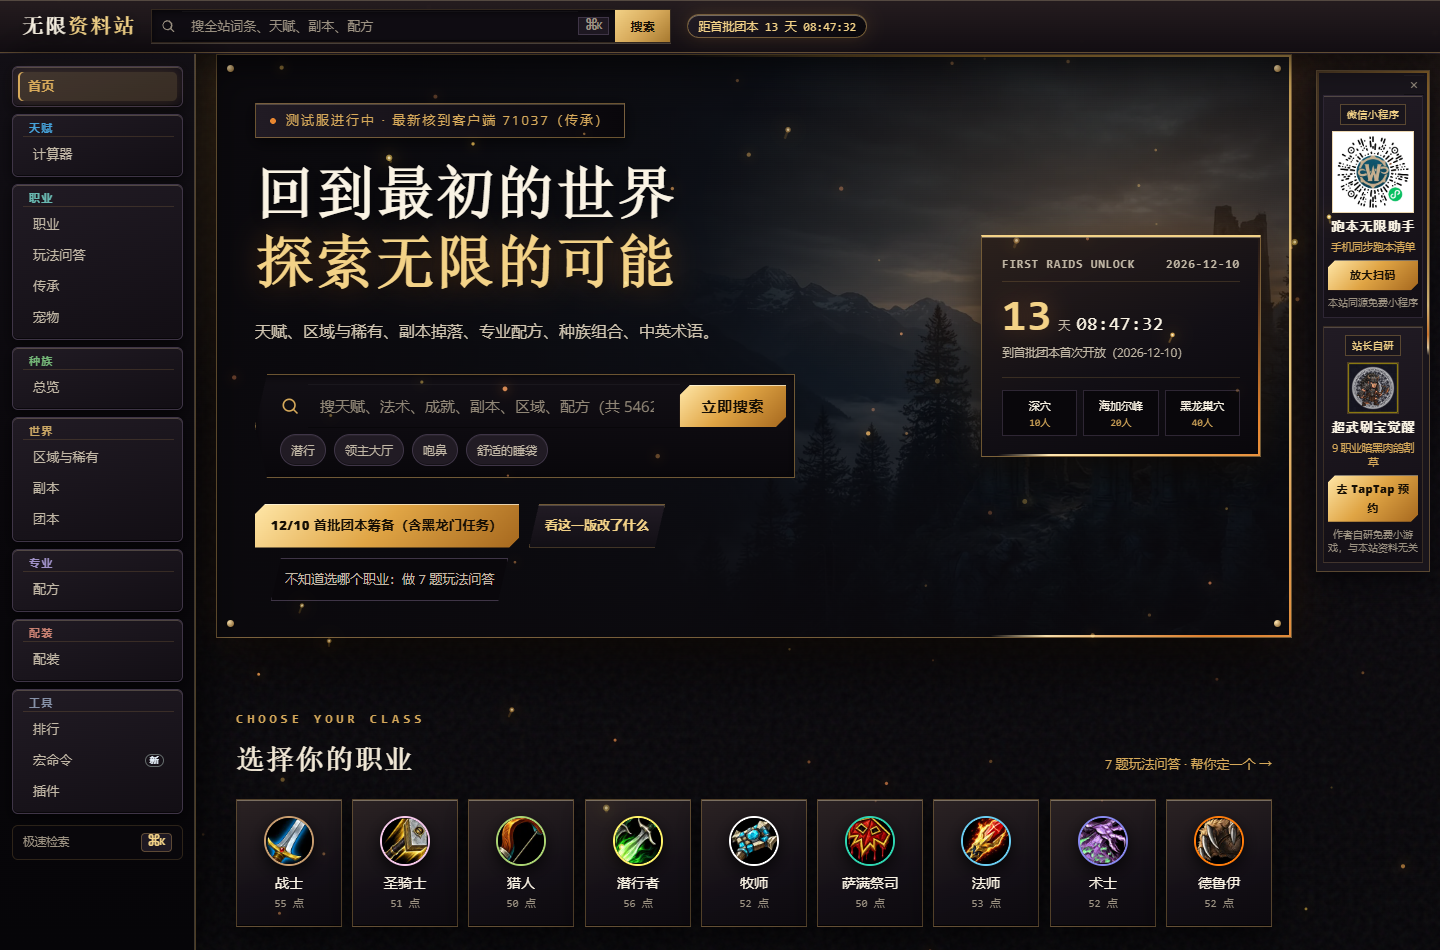 无限资料站
搜全站词条、天赋、副本、配方
⌘K
搜索
距首批团本 13 天 08:47:32
首页
天赋
计算器
职业
职业
玩法问答
传承
宠物
种族
总览
世界
区域与稀有
副本
团本
专业
配方
配装
配装
工具
排行
宏命令
新
插件
极速检索
⌘K
测试服进行中 · 最新核到客户端 71037（传承）
回到最初的世界
探索无限的可能
天赋、区域与稀有、副本掉落、专业配方、种族组合、中英术语。
搜天赋、法术、成就、副本、区域、配方（共 5462
立即搜索
潜行
领主大厅
咆鼻
舒适的睡袋
12/10 首批团本筹备（含黑龙门任务）
看这一版改了什么
不知道选哪个职业：做 7 题玩法问答
FIRST RAIDS UNLOCK
2026-12-10
13 天 08:47:32
到首批团本首次开放（2026-12-10）
深穴
10人
海加尔峰
20人
黑龙巢穴
40人
×
微信小程序
W
跑本无限助手
手机同步跑本清单
放大扫码
本站同源免费小程序
站长自研
超武刷宝觉醒
9 职业暗黑肉鸽割
草
去 TapTap 预
约
作者自研免费小游
戏，与本站资料无关
CHOOSE YOUR CLASS
选择你的职业
7 题玩法问答 · 帮你定一个 →
战士
55 点
圣骑士
51 点
猎人
50 点
潜行者
56 点
牧师
52 点
萨满祭司
50 点
法师
53 点
术士
52 点
德鲁伊
52 点